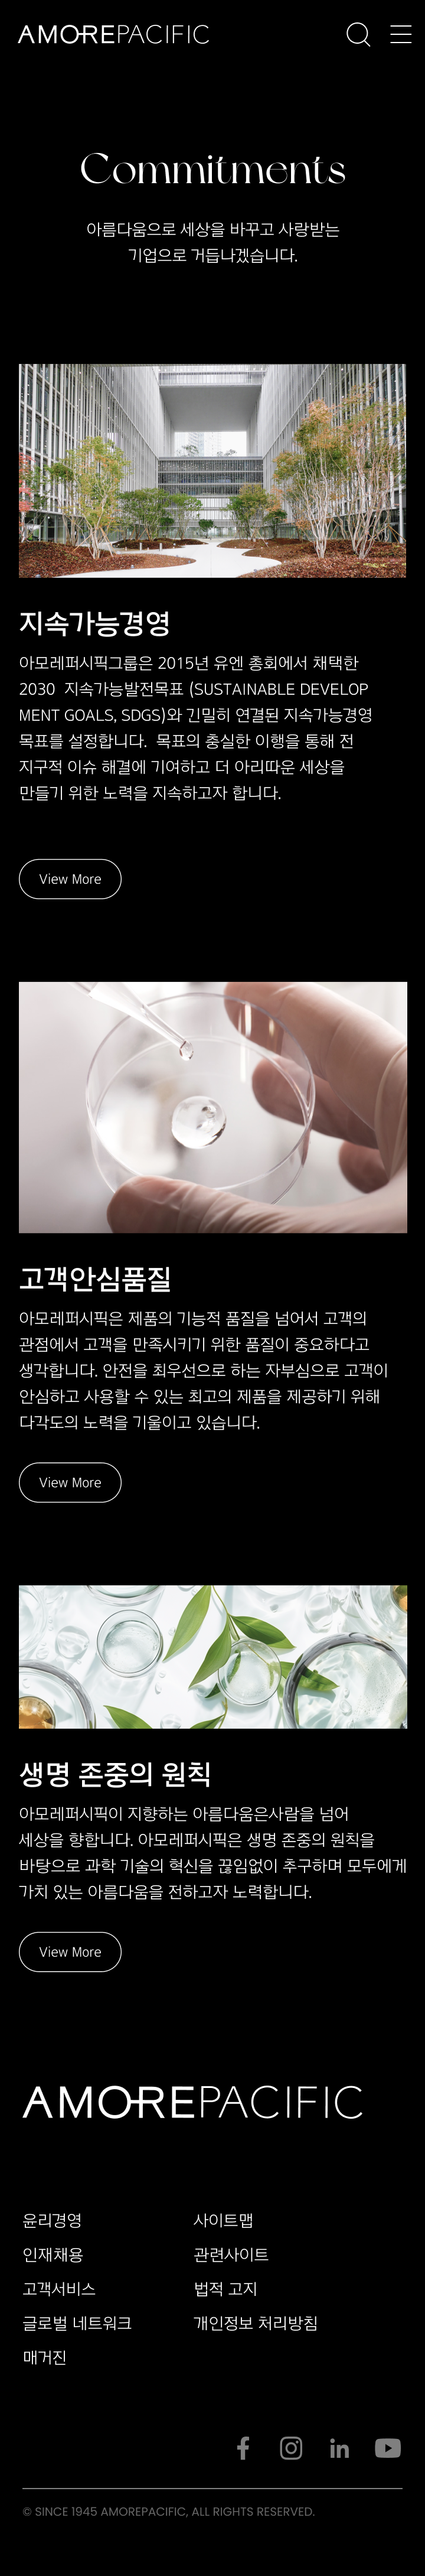 AMOREPACIFIC
Commitments
아름다움으로 세상을 바꾸고 사랑받는
기업으로 거듭나겠습니다.
지속가능경영
아모레퍼시픽그룹은 2015년 유엔 총회에서 채택한
2030  지속가능발전목표 (SUSTAINABLE DEVELOP
MENT GOALS, SDGS)와 긴밀히 연결된 지속가능경영
목표를 설정합니다.  목표의 충실한 이행을 통해 전
지구적 이슈 해결에 기여하고 더 아리따운 세상을
만들기 위한 노력을 지속하고자 합니다.
View More
고객안심품질
아모레퍼시픽은 제품의 기능적 품질을 넘어서 고객의
관점에서 고객을 만족시키기 위한 품질이 중요하다고
생각합니다. 안전을 최우선으로 하는 자부심으로 고객이
안심하고 사용할 수 있는 최고의 제품을 제공하기 위해
다각도의 노력을 기울이고 있습니다.
View More
생명 존중의 원칙
아모레퍼시픽이 지향하는 아름다움은사람을 넘어
세상을 향합니다. 아모레퍼시픽은 생명 존중의 원칙을
바탕으로 과학 기술의 혁신을 끊임없이 추구하며 모두에게
가치 있는 아름다움을 전하고자 노력합니다.
View More
AMOREPACIFIC
윤리경영
사이트맵
인재채용
관련사이트
고객서비스
법적 고지
글로벌 네트워크
개인정보 처리방침
매거진
© SINCE 1945 AMOREPACIFIC, ALL RIGHTS RESERVED.